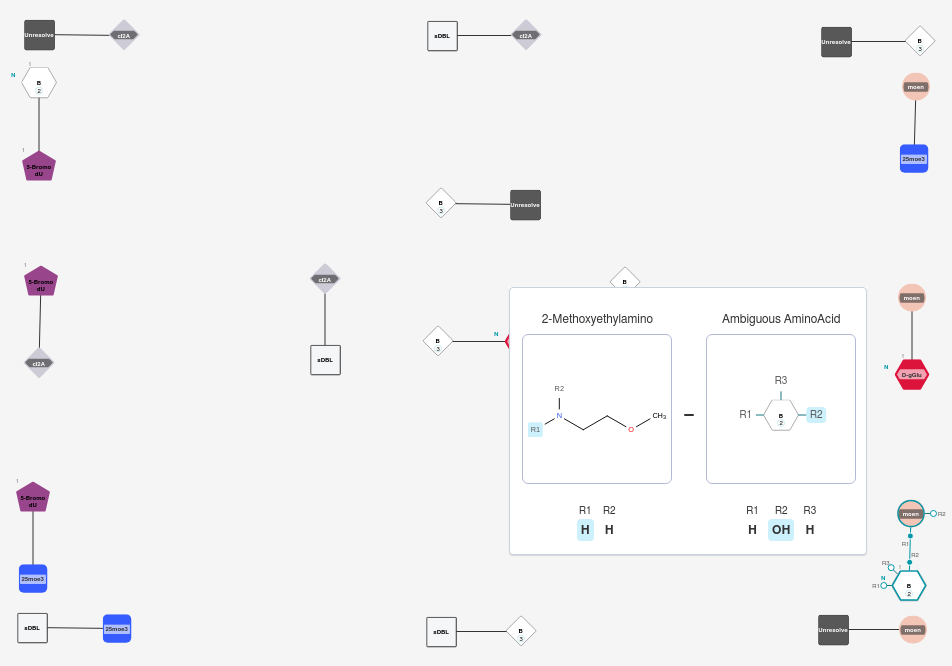 Unresolve
cl2A
sDBL
cl2A
Unresolve
B
3
1
N
B
2
moen
1
5-Bromo
dU
25moe3
B
3
Unresolve
1
5-Bromo
dU
cl2A
B
moen
cl2A
sDBL
B
3
N
1
N
D-gGlu
2-Methoxyethylamino
Ambiguous AminoAcid
R2
R1
N
O
CH3
R3
R1
B
2
R2
R1 R2
H H
R1 R2 R3
H OH H
1
5-Bromo
dU
25moe3
moen
R2
R1
R2
R3
1
N
R1
B
2
sDBL
25moe3
sDBL
B
3
Unresolve
moen